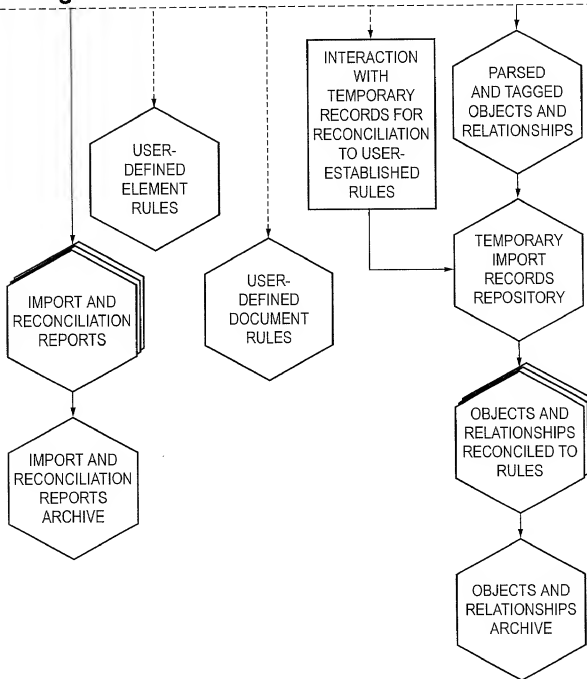 INTERACTION
WITH
TEMPORARY
RECORDS FOR
RECONCILIATION
TO USER-
ESTABLISHED
RULES
PARSED
AND TAGGED
OBJECTS AND
RELATIONSHIPS
USER-
DEFINED
ELEMENT
RULES
USER-
DEFINED
DOCUMENT
RULES
TEMPORARY
IMPORT
RECORDS
REPOSITORY
IMPORT AND
RECONCILIATION
REPORTS
OBJECTS AND
RELATIONSHIPS
RECONCILED TO
RULES
IMPORT AND
RECONCILIATION
REPORTS
ARCHIVE
OBJECTS AND
RELATIONSHIPS
ARCHIVE